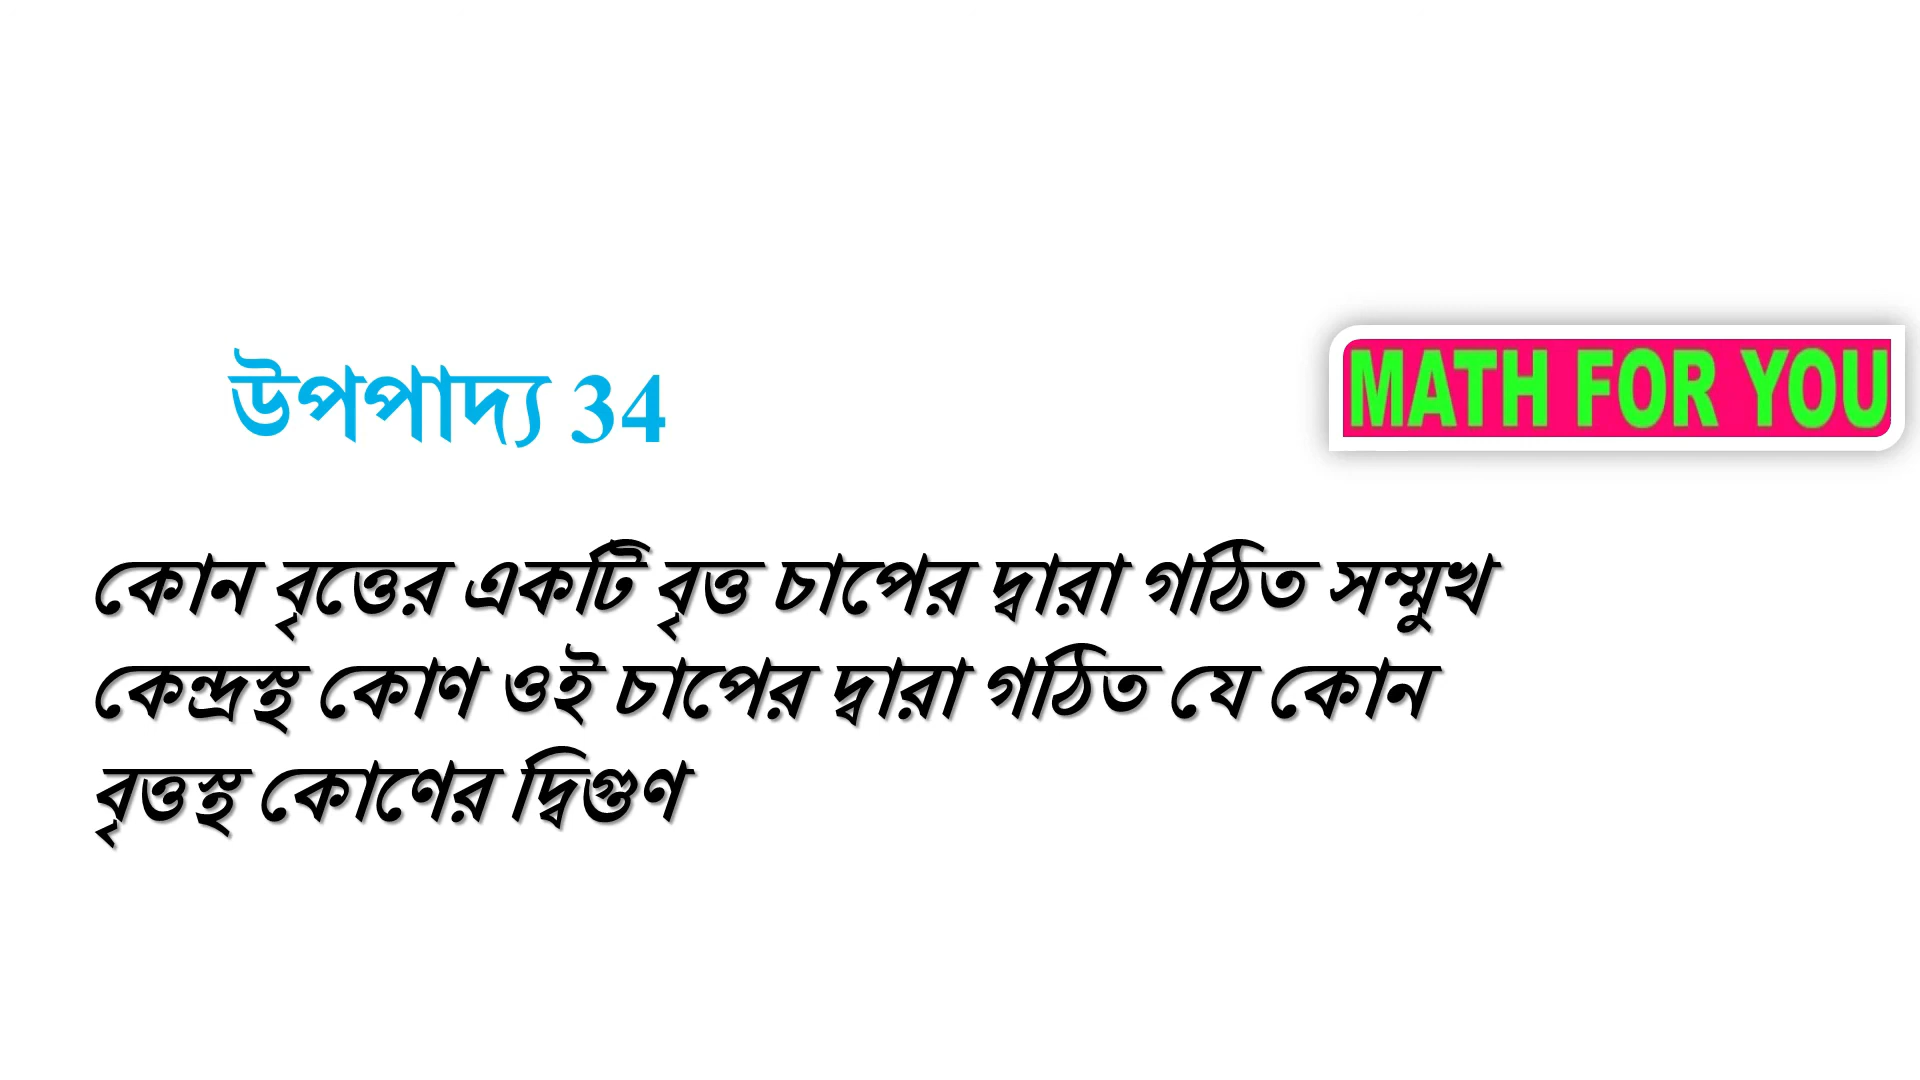 উপপাদ্য 34
MATH FOR YOU
কোন বৃত্তের একটি বৃত্ত চাপের দ্বারা গঠিত সম্মুখ
কেন্দ্রস্থ কোণ ওই চাপের দ্বারা গঠিত যে কোন
বৃত্তস্থ কোণের দ্বিগুণ